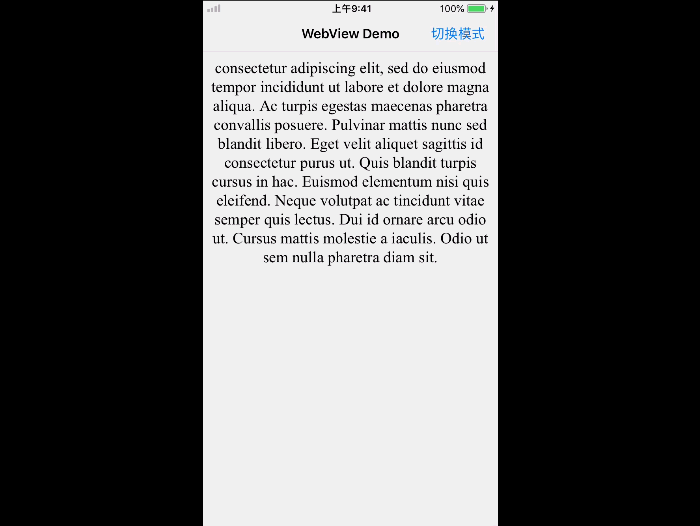 上午9:41
100%
WebView Demo
切换模式
consectetur adipiscing elit, sed do eiusmod
tempor incididunt ut labore et dolore magna
aliqua. Ac turpis egestas maecenas pharetra
convallis posuere. Pulvinar mattis nunc sed
blandit libero. Eget velit aliquet sagittis id
consectetur purus ut. Quis blandit turpis
cursus in hac. Euismod elementum nisi quis
eleifend. Neque volutpat ac tincidunt vitae
semper quis lectus. Dui id ornare arcu odio
ut. Cursus mattis molestie a iaculis. Odio ut
sem nulla pharetra diam sit.